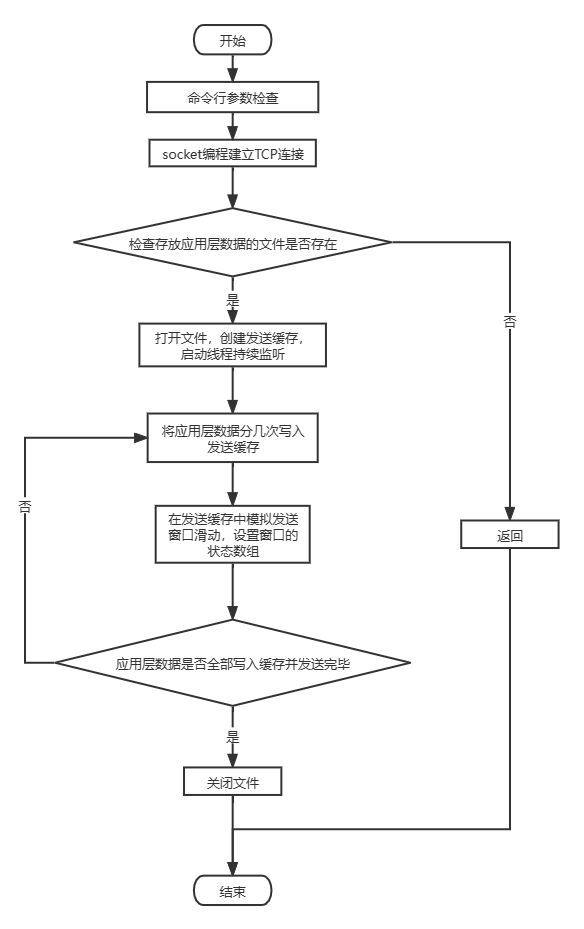 开始
命令行参数检查
socket编程建立TCP连接
检查存放应用层数据的文件是否存在
是
否
打开文件，创建发送缓存，
启动线程持续监听
将应用层数据分几次写入
发送缓存
否
在发送缓存中模拟发送
窗口滑动，设置窗口的
状态数组
返回
应用层数据是否全部写入缓存并发送完毕
是
关闭文件
结束